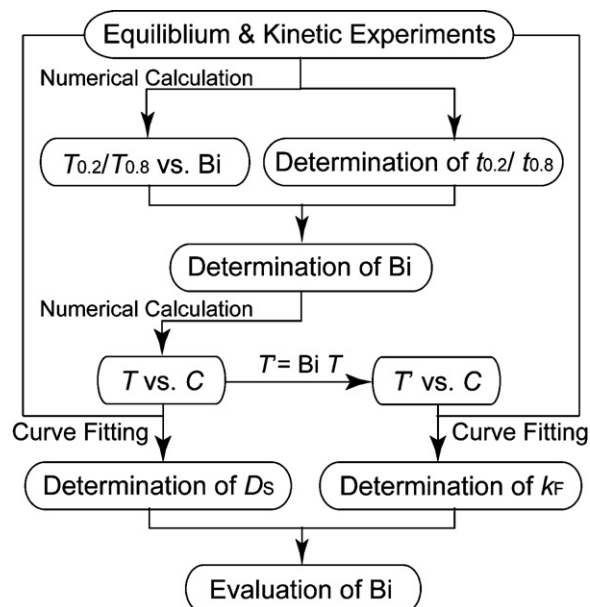 Equiliblium & Kinetic Experiments
Numerical Calculation
T0.2/T0.8 vs. Bi
Determination of t0.2/ t0.8
Determination of Bi
Numerical Calculation
T vs. C
T'= Bi T
T' vs. C
Curve Fitting
Curve Fitting
Determination of DS
Determination of kF
Evaluation of Bi